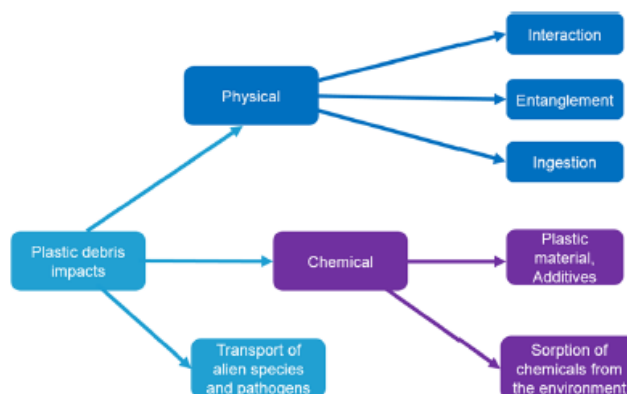 Interaction
Physical
Entanglement
Ingestion
Plastic debris
impacts
Chemical
Plastic
material,
Additives
Transport of
alien species
and pathogens
Sorption of
chemicals from
the environment